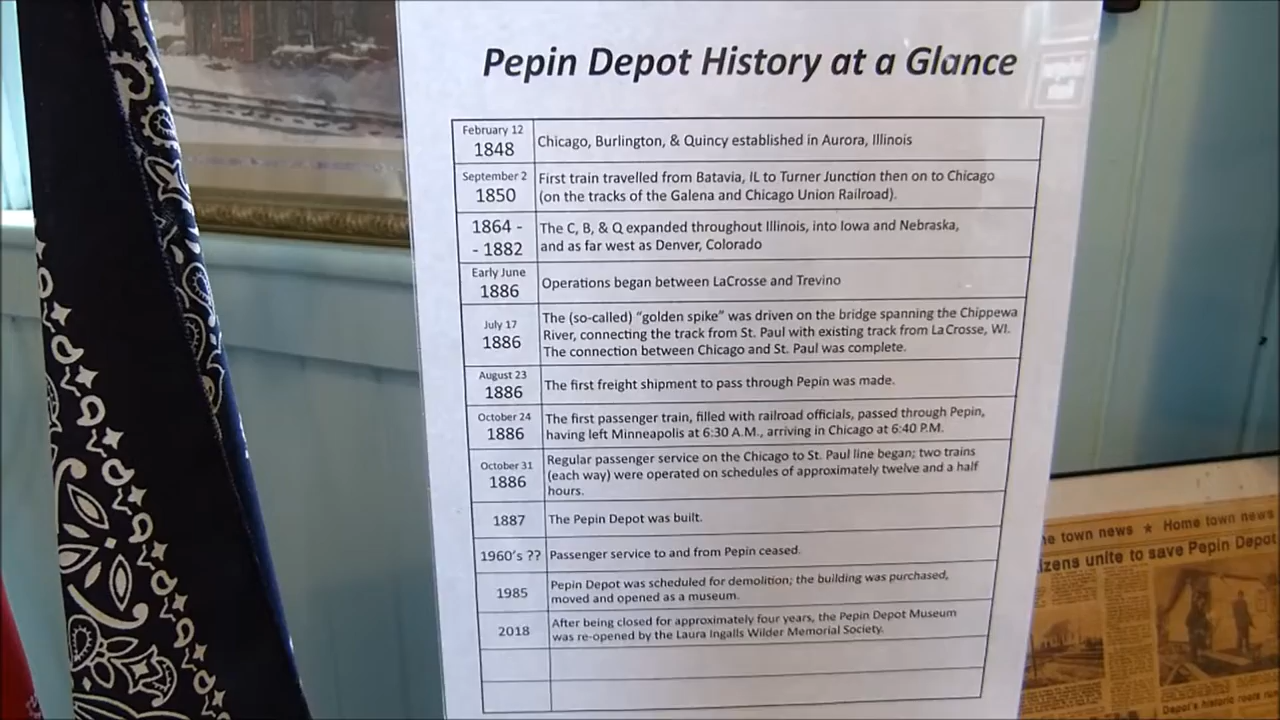 Pepin Depot History at a Glance
February 12
1848
Chicago, Burlington, & Quincy established in Aurora, Illinois
September 2
1850
First train travelled from Batavia, IL to Turner Junction then on to Chicago
(on the tracks of the Galena and Chicago Union Railroad).
1864 -
- 1882
The C, B, & Q expanded throughout Illinois, into Iowa and Nebraska,
and as far west as Denver, Colorado
Early June
1886
Operations began between LaCrosse and Trevino
July 17
1886
The (so-called) "golden spike" was driven on the bridge spanning the Chippewa
River, connecting the track from St. Paul with existing track from LaCrosse, WI.
The connection between Chicago and St. Paul was complete.
August 23
1886
The first freight shipment to pass through Pepin was made.
October 24
1886
The first passenger train, filled with railroad officials, passed through Pepin,
having left Minneapolis at 6:30 A.M., arriving in Chicago at 6:40 P.M.
October 31
1886
Regular passenger service on the Chicago to St. Paul line began; two trains
(each way) were operated on schedules of approximately twelve and a half
hours.
1887
The Pepin Depot was built.
1960's ??
Passenger service to and from Pepin ceased.
1985
Pepin Depot was scheduled for demolition; the building was purchased,
moved and opened as a museum.
2018
After being closed for approximately four years, the Pepin Depot Museum
was re-opened by the Laura Ingalls Wilder Memorial Society.
town news ★ Home town news
izens unite to save Pepin Depot
Depot's historic roots